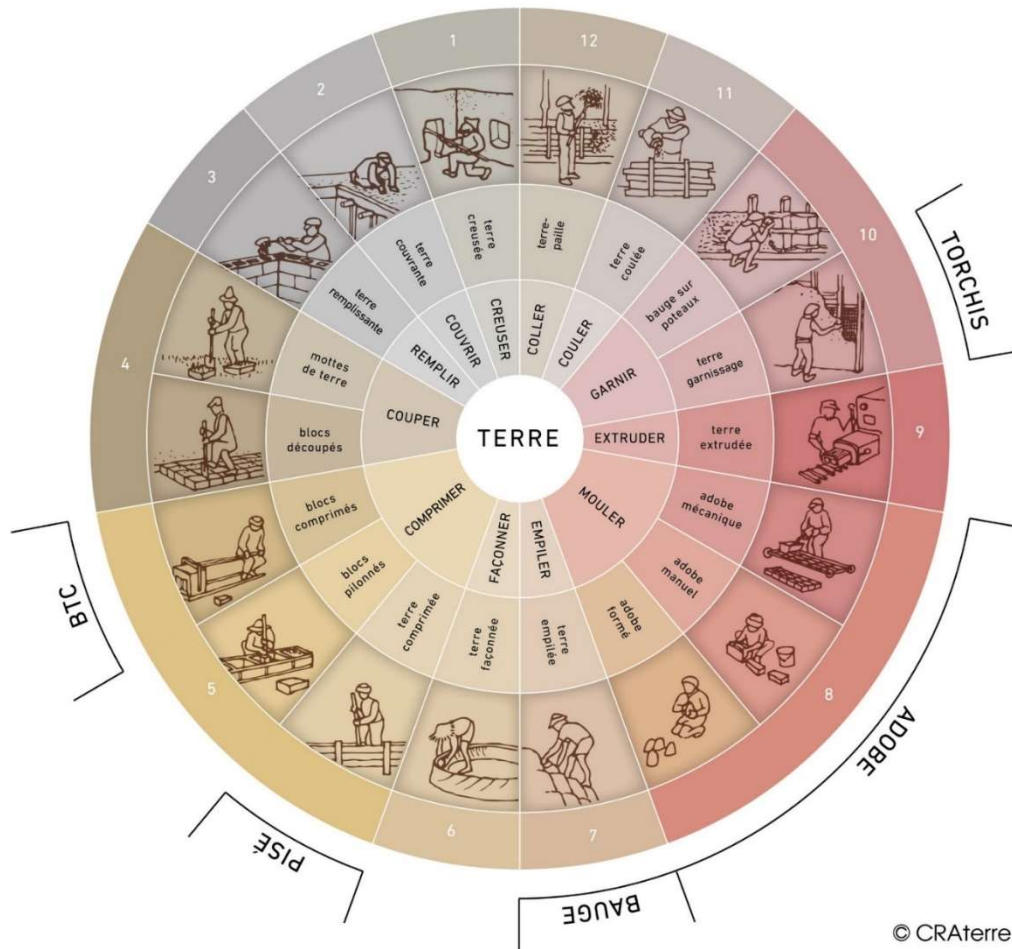 1
2
3
4
5
6
7
8
9
10
11
12
terre
creusée
terre
couvrante
terre
remplissante
mottes
de terre
blocs
découpés
blocs
comprimés
blocs
pilonnés
terre
comprimée
terre
façonnée
terre
empilée
adobe
formé
adobe
manuel
adobe
mécanique
terre
extrudée
terre
garnissage
bauge sur
poteaux
terre
coulée
terre-
paille
CREUSER
COUVRIR
REMPLIR
COUPER
COMPRIMER
FAÇONNER
EMPILER
MOULER
EXTRUDER
GARNIR
COULER
COLLER
TERRE
TORCHIS
ADOBE
BAUGE
PISÉ
BTC
© CRAterre